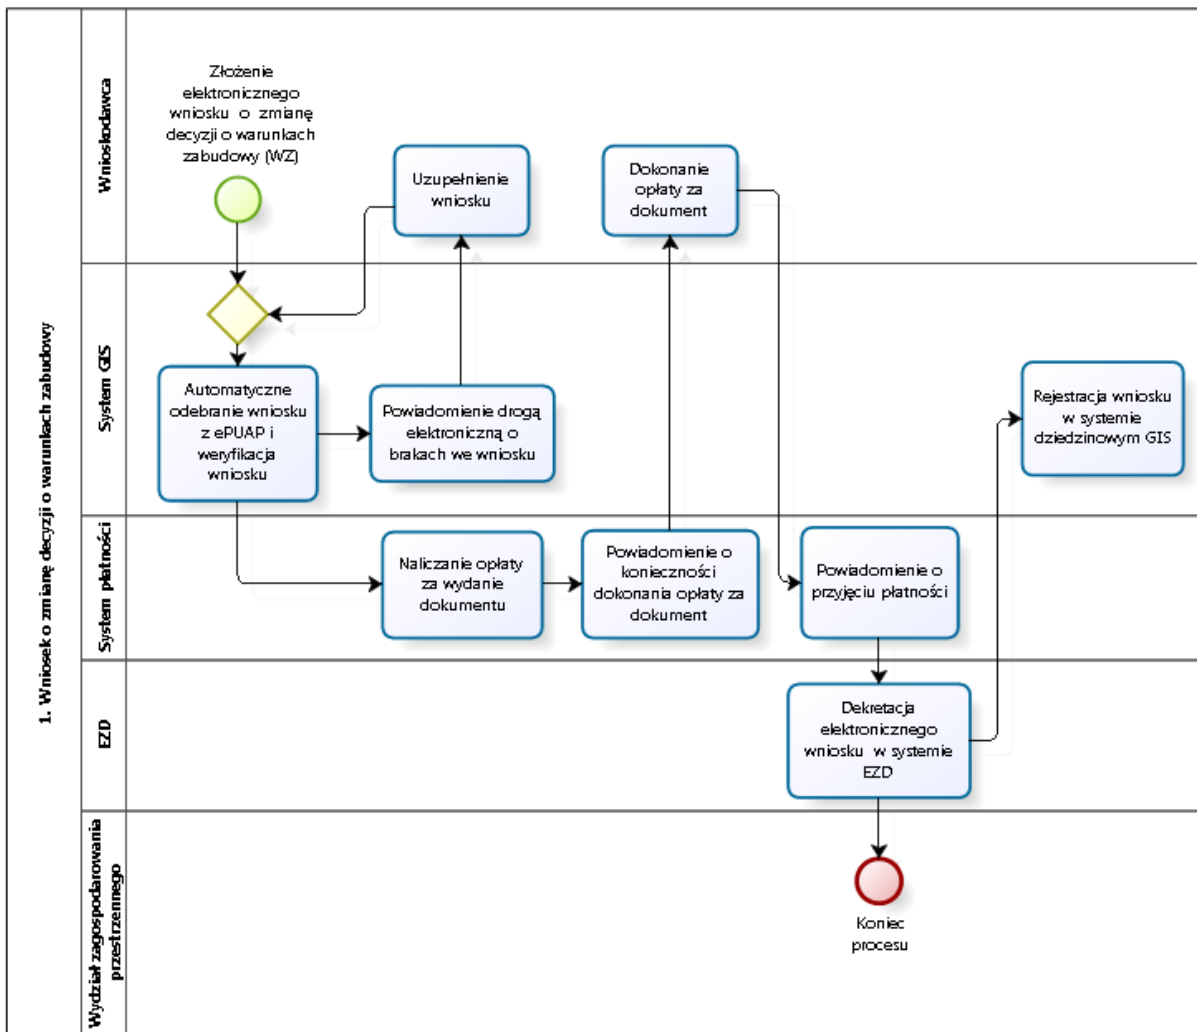 1. Wniosek o zmianę decyzji o warunkach zabudowy
Wnioskodawca
Złożenie
elektronicznego
wniosku o zmianę
decyzji o warunkach
zabudowy (WZ)
Uzupełnienie
wniosku
Dokonanie
opłaty za
dokument
System GIS
Automatyczne
odebranie wniosku
z ePUAP i
weryfikacja
wniosku
Powiadomienie drogą
elektroniczną o
brakach we wniosku
Rejestracja wniosku
w systemie
dziedzinowym GIS
System płatności
Naliczanie opłaty
za wydanie
dokumentu
Powiadomienie o
konieczności
dokonania opłaty za
dokument
Powiadomienie o
przyjęciu płatności
EZD
Dekretacja
elektronicznego
wniosku w systemie
EZD
Wydział zagospodarowania
przestrzennego
Koniec
procesu